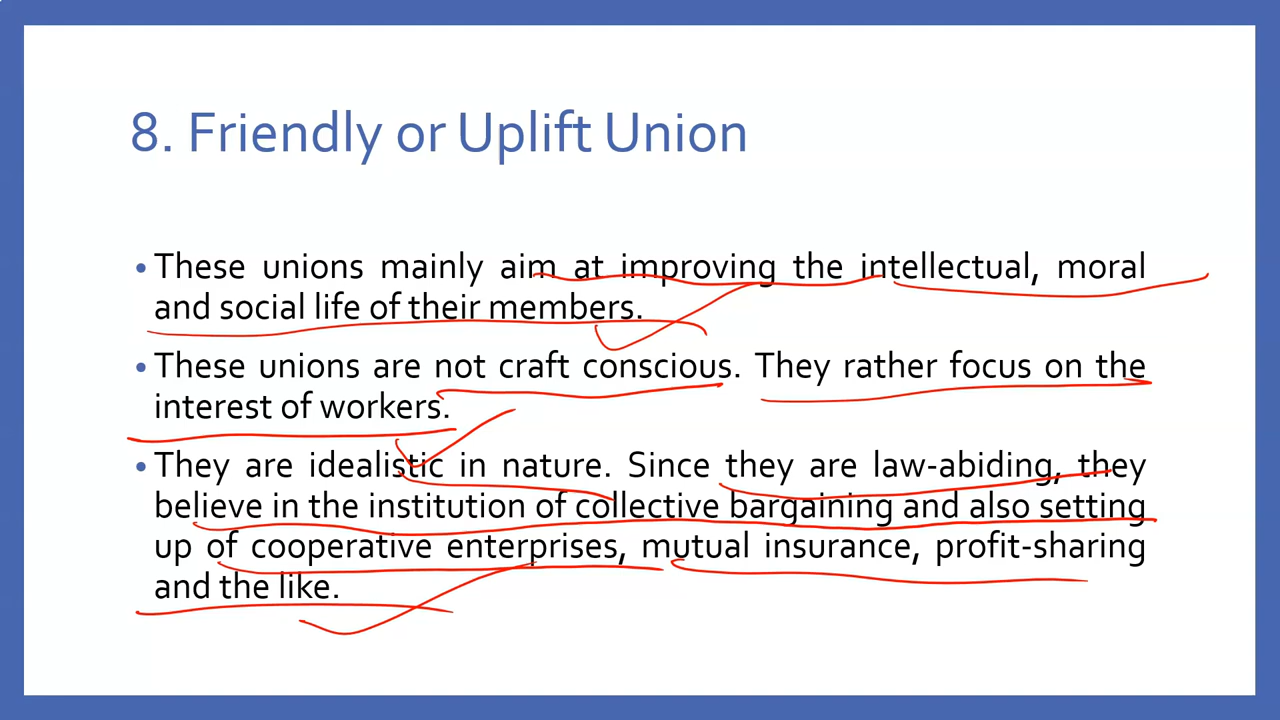 8. Friendly or Uplift Union
• These unions mainly aim at improving the intellectual, moral
and social life of their members.
• These unions are not craft conscious. They rather focus on the
interest of workers.
• They are idealistic in nature. Since they are law-abiding, they
believe in the institution of collective bargaining and also setting
up of cooperative enterprises, mutual insurance, profit-sharing
and the like.